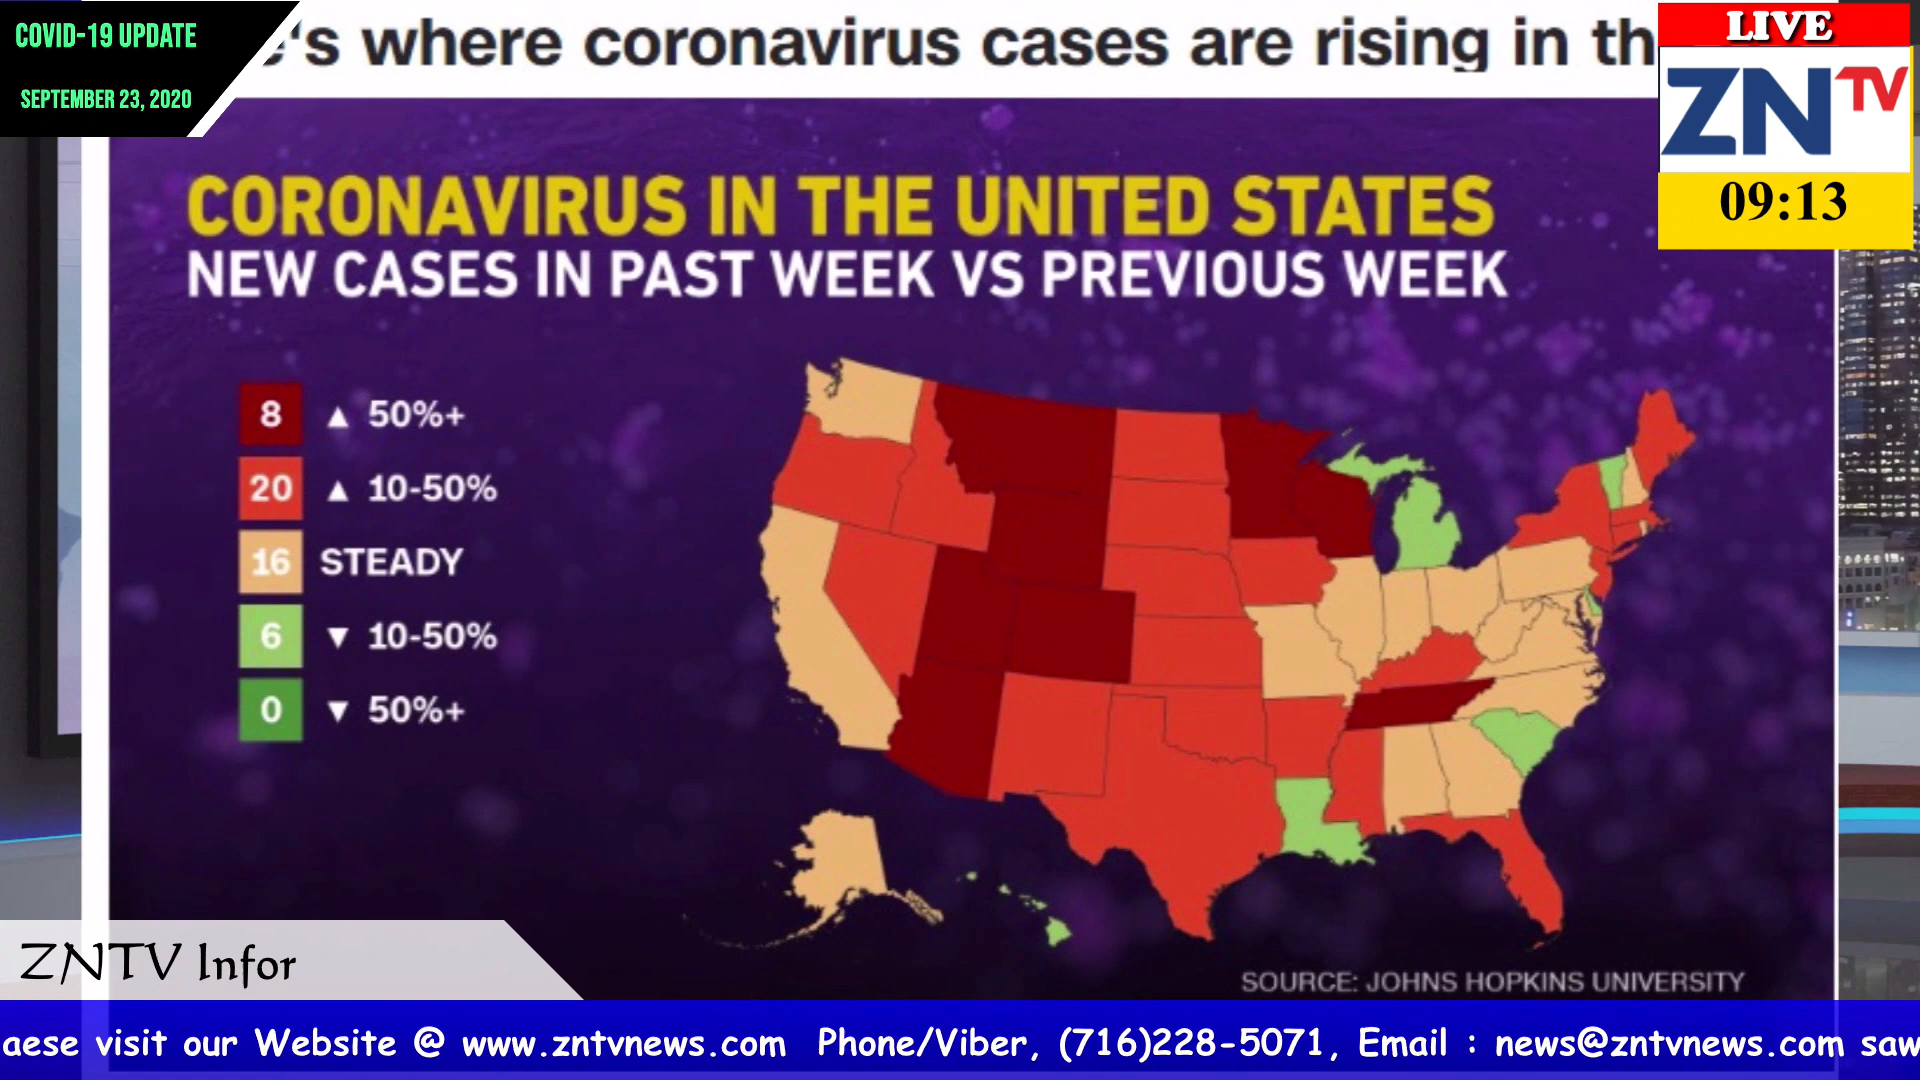 COVID-19 UPDATE
SEPTEMBER 23, 2020
's where coronavirus cases are rising in th
LIVE
ZN TV
09:13
CORONAVIRUS IN THE UNITED STATES
NEW CASES IN PAST WEEK VS PREVIOUS WEEK
8 ▲ 50%+
20 ▲ 10-50%
16 STEADY
6 ▼ 10-50%
0 ▼ 50%+
ZNTV Infor
SOURCE: JOHNS HOPKINS UNIVERSITY
aese visit our Website @ www.zntvnews.com Phone/Viber, (716)228-5071, Email : news@zntvnews.com saw